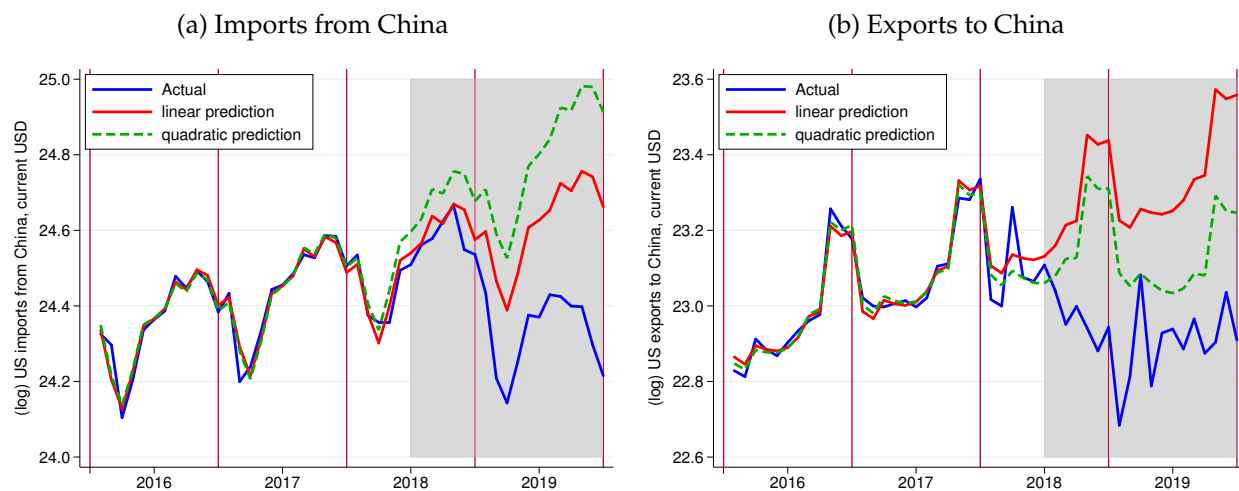 (a) Imports from China
(log) US imports from China, current USD
25.0
24.8
24.6
24.4
24.2
24.0
Actual
linear prediction
quadratic prediction
2016 2017 2018 2019
(b) Exports to China
(log) US exports to China, current USD
23.6
23.4
23.2
23.0
22.8
22.6
Actual
linear prediction
quadratic prediction
2016 2017 2018 2019